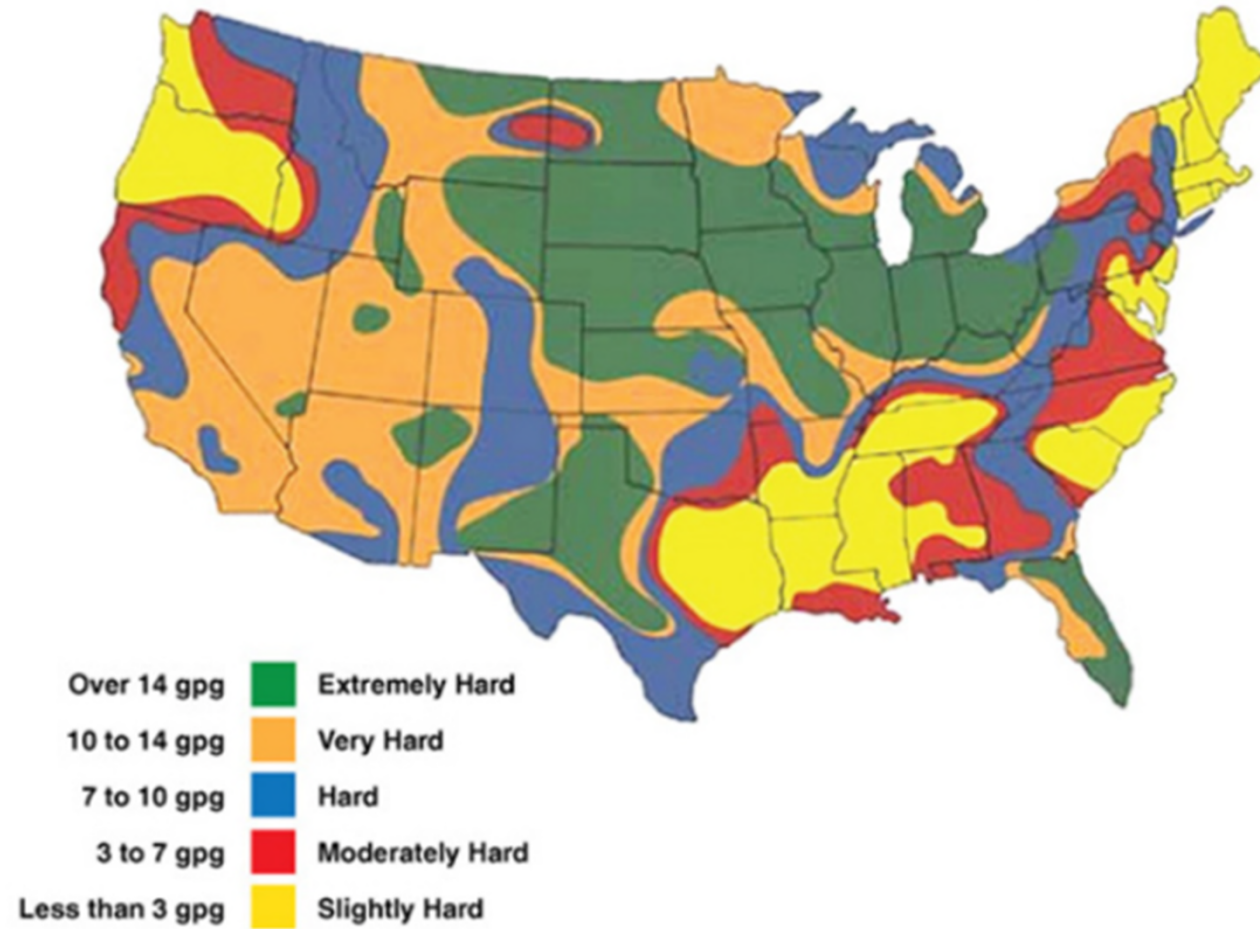 Over 14 gpg Extremely Hard
10 to 14 gpg Very Hard
7 to 10 gpg Hard
3 to 7 gpg Moderately Hard
Less than 3 gpg Slightly Hard